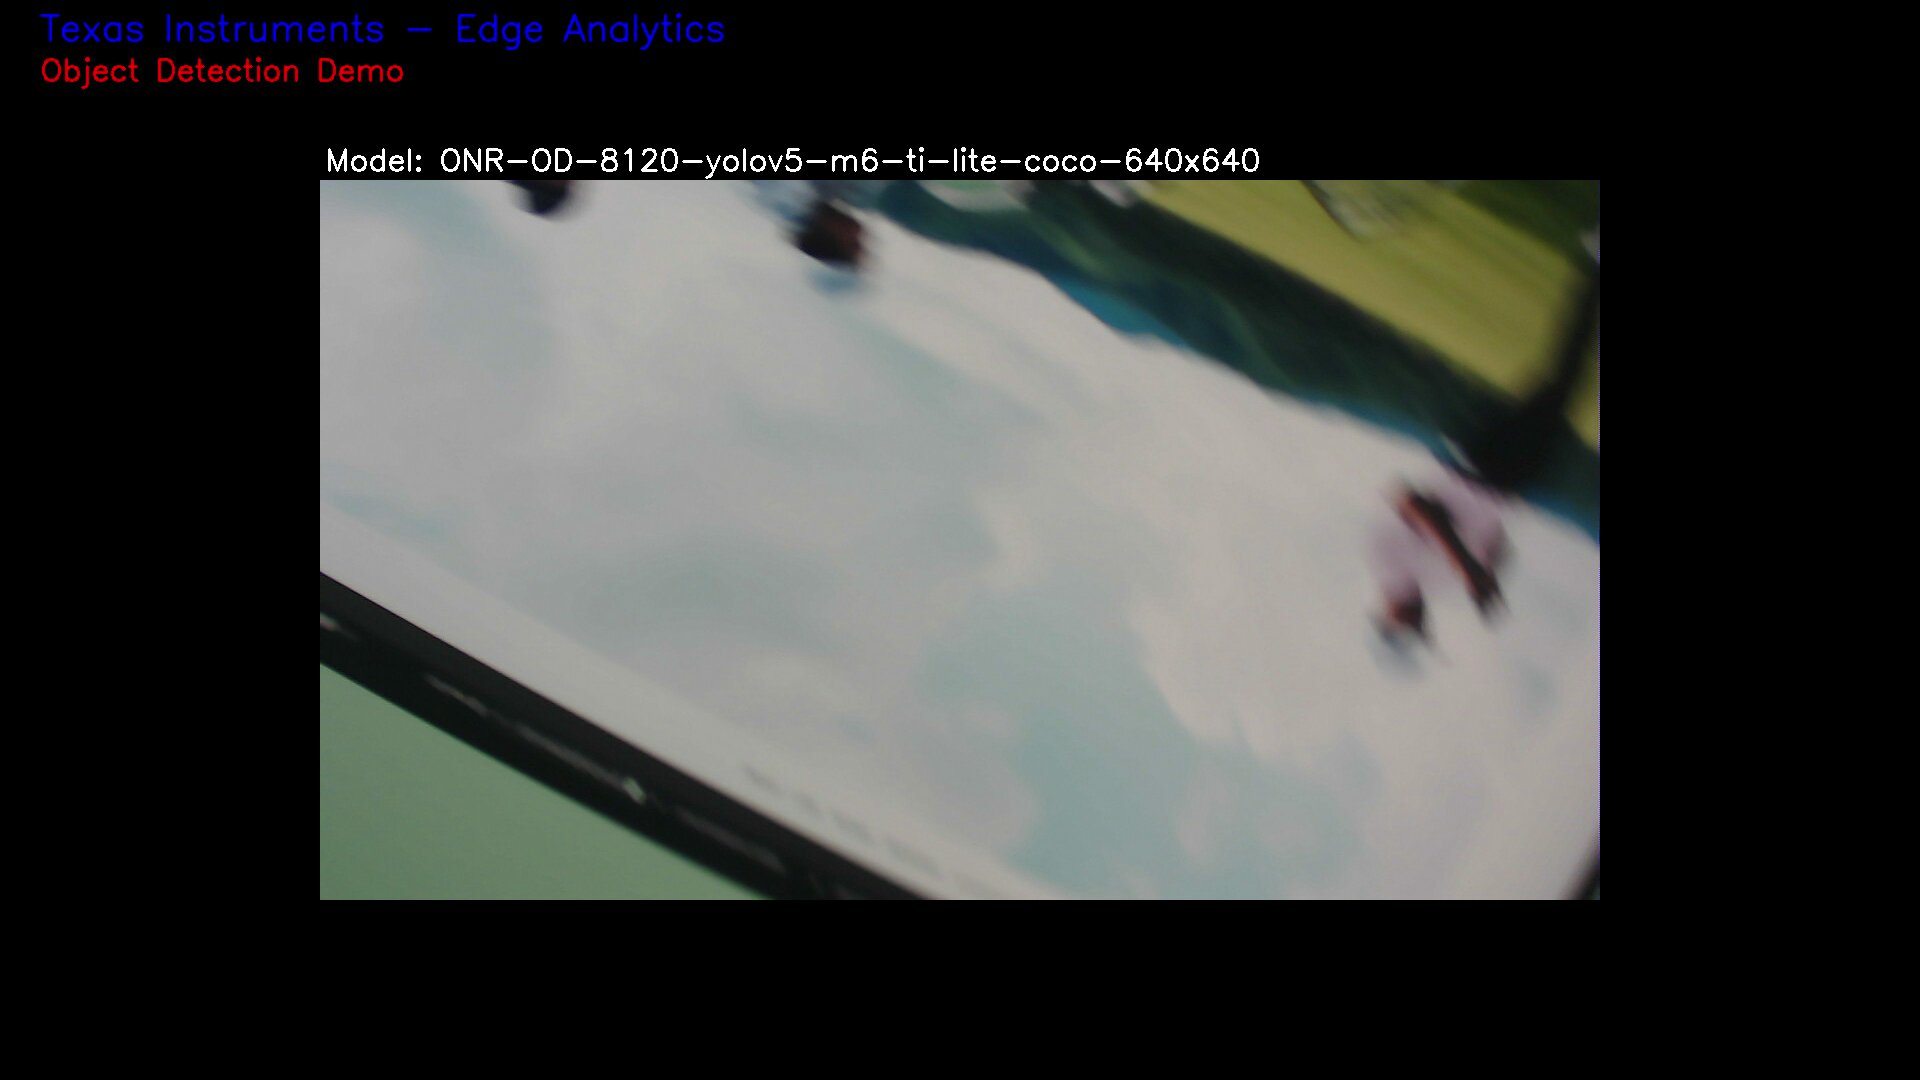 Texas Instruments - Edge Analytics
Object Detection Demo
Model: ONR-OD-8120-yolov5-m6-ti-lite-coco-640x640